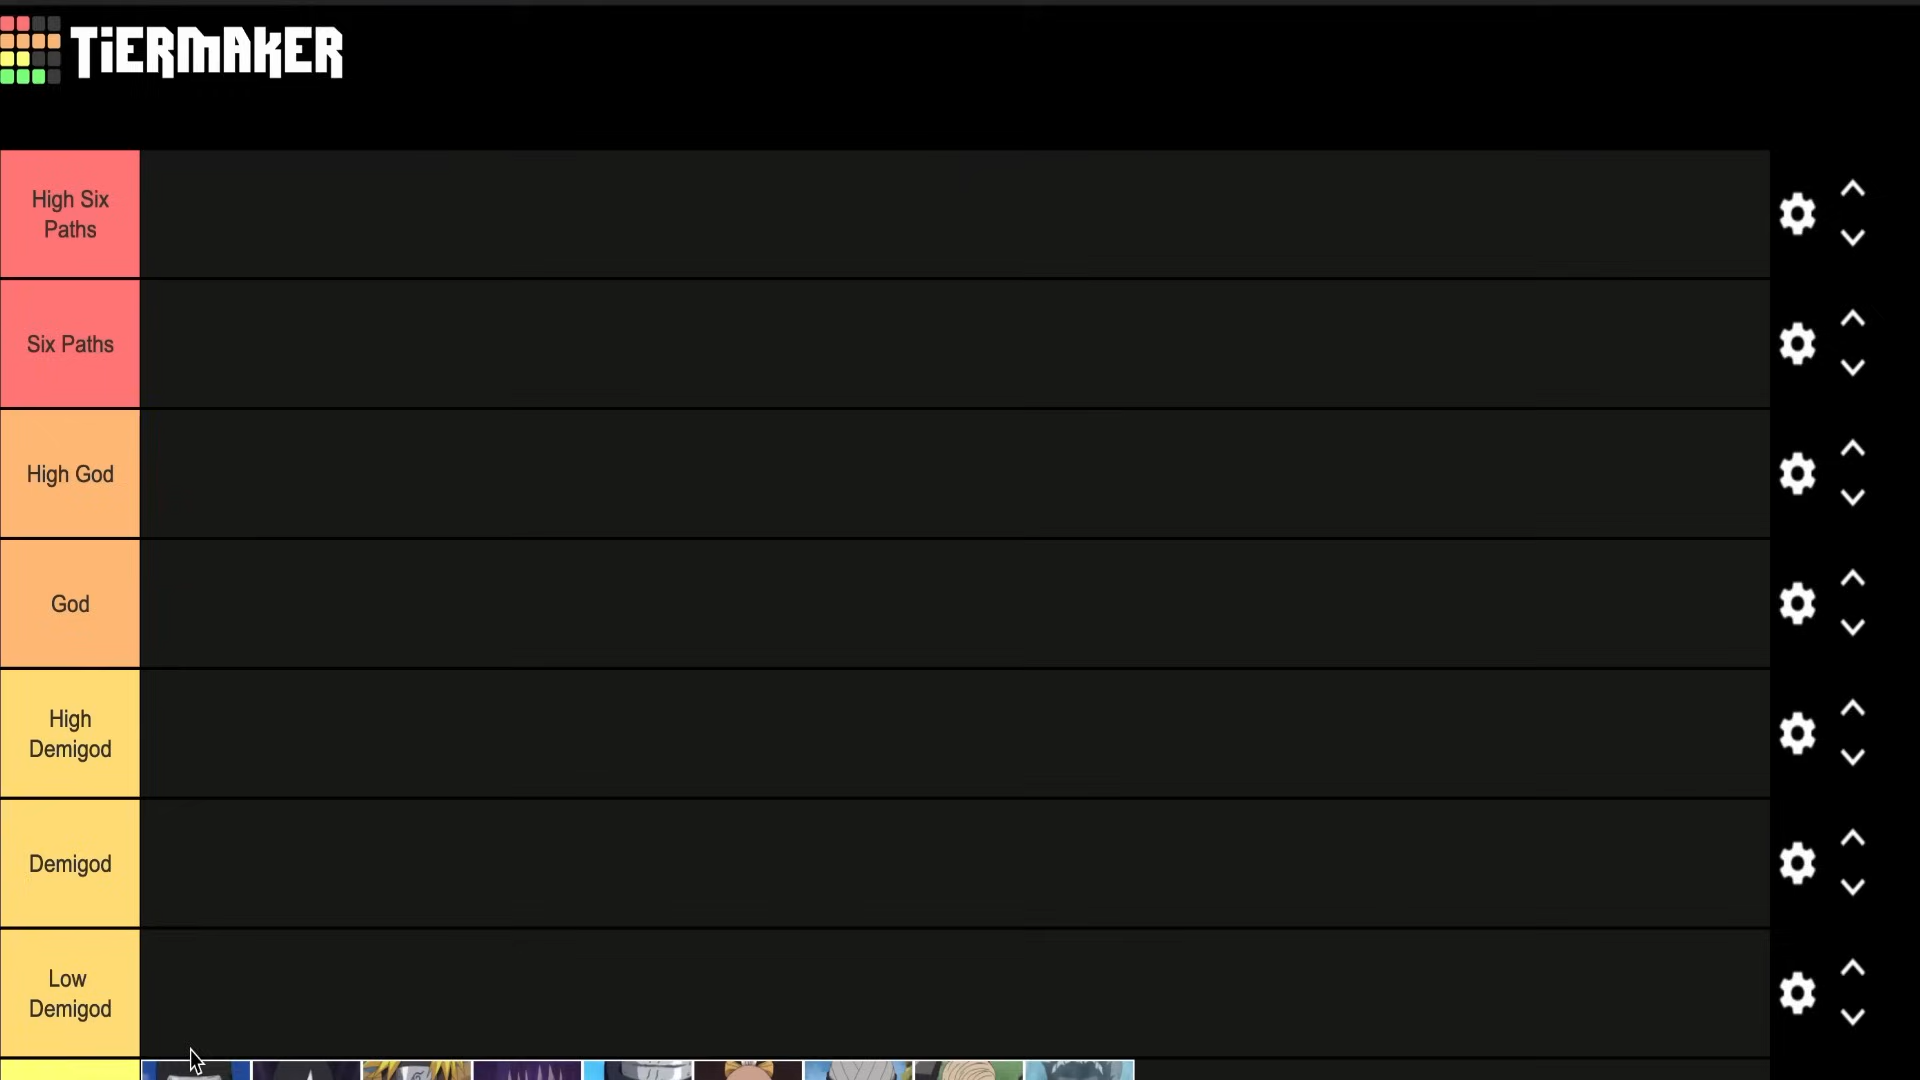 TiERMAKER
High Six
Paths
Six Paths
High God
God
High
Demigod
Demigod
Low
Demigod